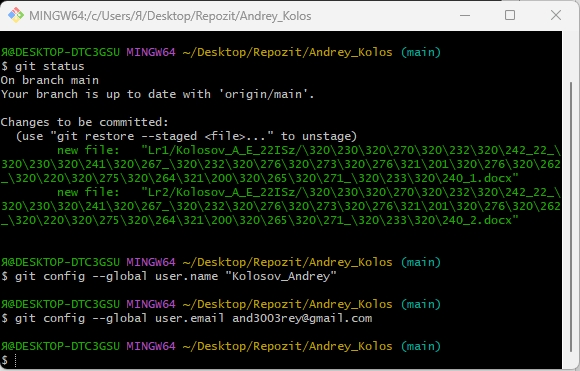 MINGW64:/c/Users/Я/Desktop/Repozit/Andrey_Kolos
Я@DESKTOP-DTC3GSU MINGW64 ~/Desktop/Repozit/Andrey_Kolos (main)
$ git status
On branch main
Your branch is up to date with 'origin/main'.
Changes to be committed:
(use "git restore --staged <file>..." to unstage)
new file:   "Lr1/Kolosov_A_E_22ISz/\320\230\320\270\320\232\320\242_22_\
320\230\320\241\320\267_\320\232\320\276\320\273\320\276\321\201\320\276\320\262
_\320\220\320\275\320\264\321\200\320\265\320\271_\320\233\320\240_1.docx"
new file:   "Lr2/Kolosov_A_E_22ISz/\320\230\320\270\320\232\320\242_22_\
320\230\320\241\320\267_\320\232\320\276\320\273\320\276\321\201\320\276\320\262
_\320\220\320\275\320\264\321\200\320\265\320\271_\320\233\320\240_2.docx"
Я@DESKTOP-DTC3GSU MINGW64 ~/Desktop/Repozit/Andrey_Kolos (main)
$ git config --global user.name "Kolosov_Andrey"
Я@DESKTOP-DTC3GSU MINGW64 ~/Desktop/Repozit/Andrey_Kolos (main)
$ git config --global user.email and3003rey@gmail.com
Я@DESKTOP-DTC3GSU MINGW64 ~/Desktop/Repozit/Andrey_Kolos (main)
$